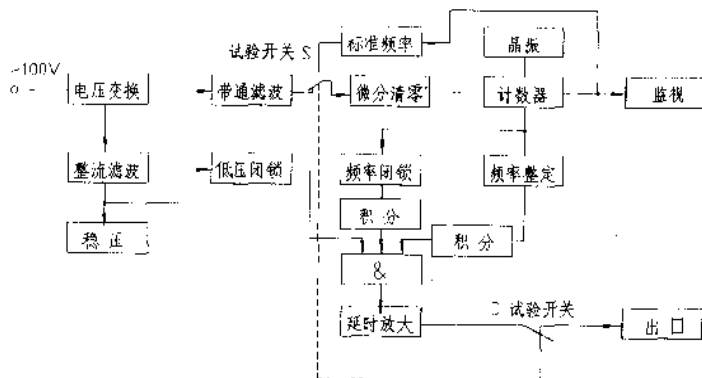 试验开关 S
标准频率
晶振
~100V
电压变换
带通滤波
微分清零
计数器
监视
整流滤波
低压闭锁
频率闭锁
频率整定
稳压
积分
积分
&
延时放大
试验开关
出口